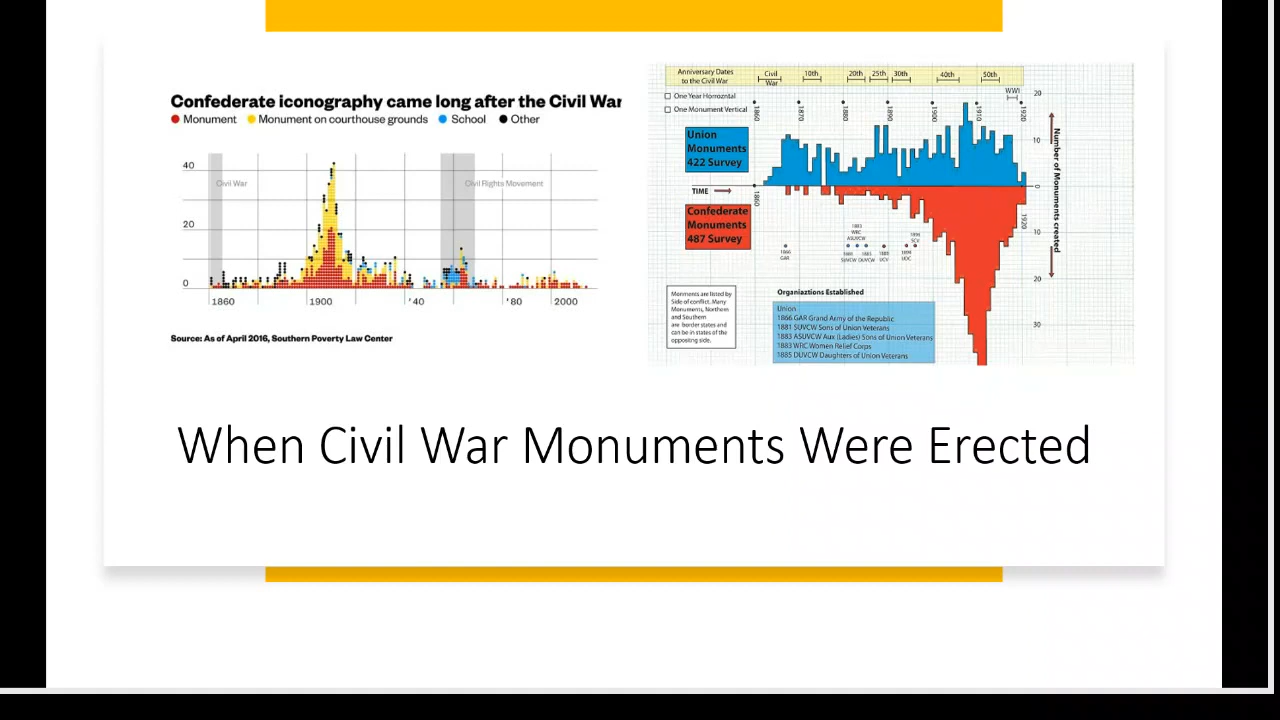 Confederate iconography came long after the Civil War
Monument Monument on courthouse grounds School Other
40
20
0
Civil War
Civil Rights Movement
1860 1900 '40 '80 2000
Source: As of April 2016, Southern Poverty Law Center
Anniversary Dates
to the Civil War
Civil
War
10th 20th 25th 30th 40th 50th
WWI
One Year Horrozntal
One Monument Vertical
1860 1870 1880 1890 1900 1910 1920
Union
Monuments
422 Survey
TIME
1860
Confederate
Monuments
487 Survey
1920
20
10
0
10
20
30
Number of Monuments created
1866
GAR
1883
WRC
ASUVCW
1881
SUVCW
1885
DUVCW
1889
UCV
1894
UDC
1896
SCV
Monments are listed by
Side of conflict. Many
Monuments, Northern
and Southern
are border states and
can be in states of the
opposing side.
Organiaztions Established
Union
1866 GAR Grand Army of the Republic
1881 SUVCW Sons of Union Veterans
1883 ASUVCW Aux (Ladies) Sons of Union Veterans
1883 WRC Women Relief Corps
1885 DUVCW Daughters of Union Veterans
When Civil War Monuments Were Erected